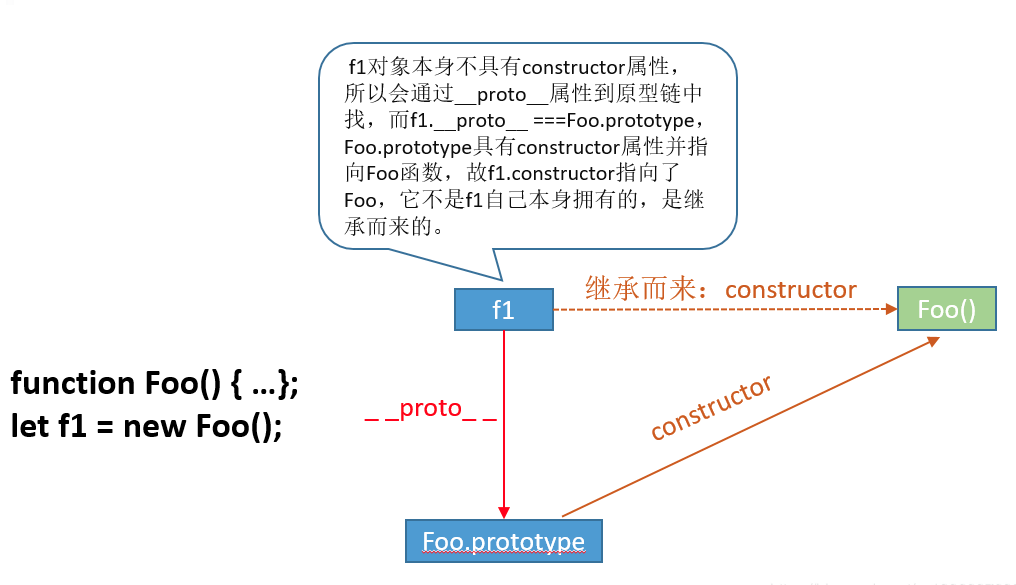 f1对象本身不具有constructor属性，
所以会通过__proto__属性到原型链中
找，而f1.__proto__ ===Foo.prototype，
Foo.prototype具有constructor属性并指
向Foo函数，故f1.constructor指向了
Foo，它不是f1自己本身拥有的，是继
承而来的。
继承而来：constructor
f1
Foo()
function Foo() { …};
let f1 = new Foo();
_ _proto_ _
constructor
Foo.prototype